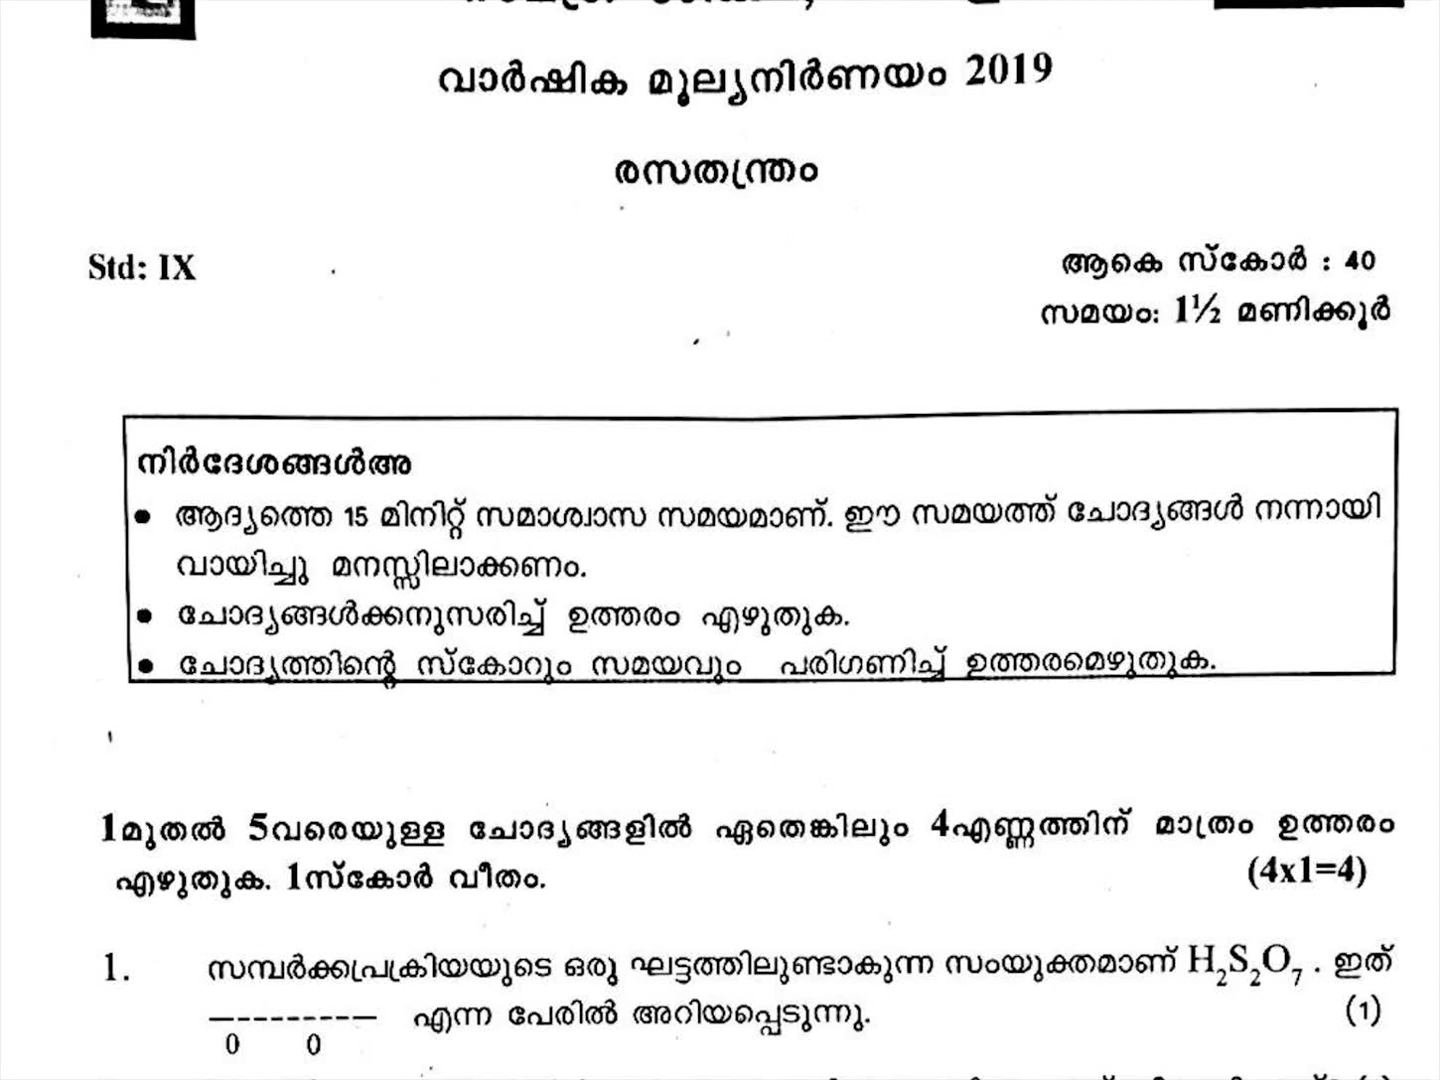 വാർഷിക മൂല്യനിർണയം 2019
രസതന്ത്രം
Std: IX
ആകെ സ്കോർ : 40
സമയം: 1½ മണിക്കൂർ
നിർദേശങ്ങൾഅ
• ആദ്യത്തെ 15 മിനിറ്റ് സമാശ്വാസ സമയമാണ്. ഈ സമയത്ത് ചോദ്യങ്ങൾ നന്നായി
വായിച്ചു മനസ്സിലാക്കണം.
• ചോദ്യങ്ങൾക്കനുസരിച്ച് ഉത്തരം എഴുതുക.
• ചോദ്യത്തിന്റെ സ്കോറും സമയവും പരിഗണിച്ച് ഉത്തരമെഴുതുക.
1മുതൽ 5വരെയുള്ള ചോദ്യങ്ങളിൽ ഏതെങ്കിലും 4എണ്ണത്തിന് മാത്രം ഉത്തരം
എഴുതുക. 1സ്കോർ വീതം. (4x1=4)
1. സമ്പർക്കപ്രക്രിയയുടെ ഒരു ഘട്ടത്തിലുണ്ടാകുന്ന സംയുക്തമാണ് H₂S₂O₇ . ഇത്
---------- എന്ന പേരിൽ അറിയപ്പെടുന്നു. (1)
0 0